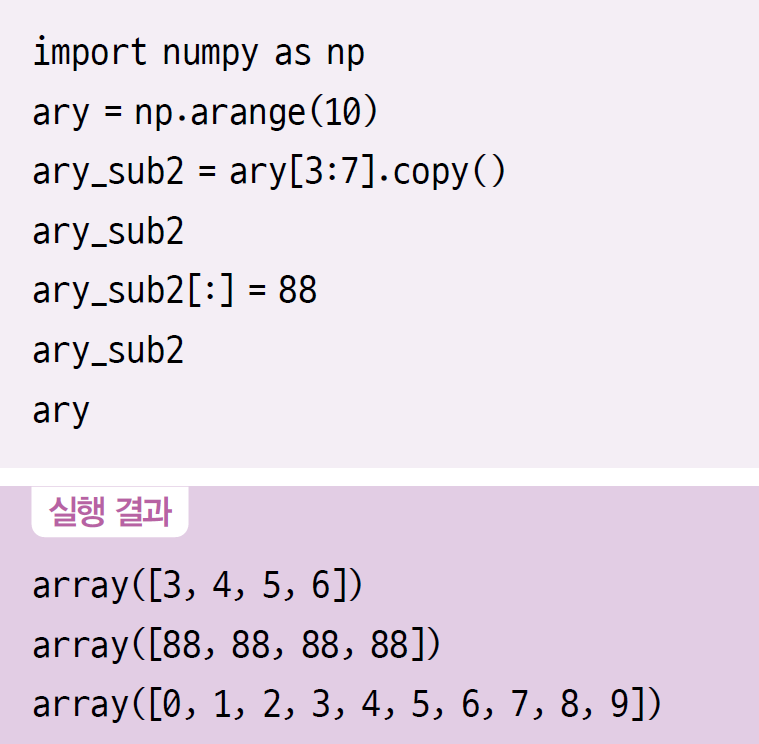 import numpy as np
ary = np.arange(10)
ary_sub2 = ary[3:7].copy()
ary_sub2
ary_sub2[:] = 88
ary_sub2
ary
실행 결과
array([3, 4, 5, 6])
array([88, 88, 88, 88])
array([0, 1, 2, 3, 4, 5, 6, 7, 8, 9])